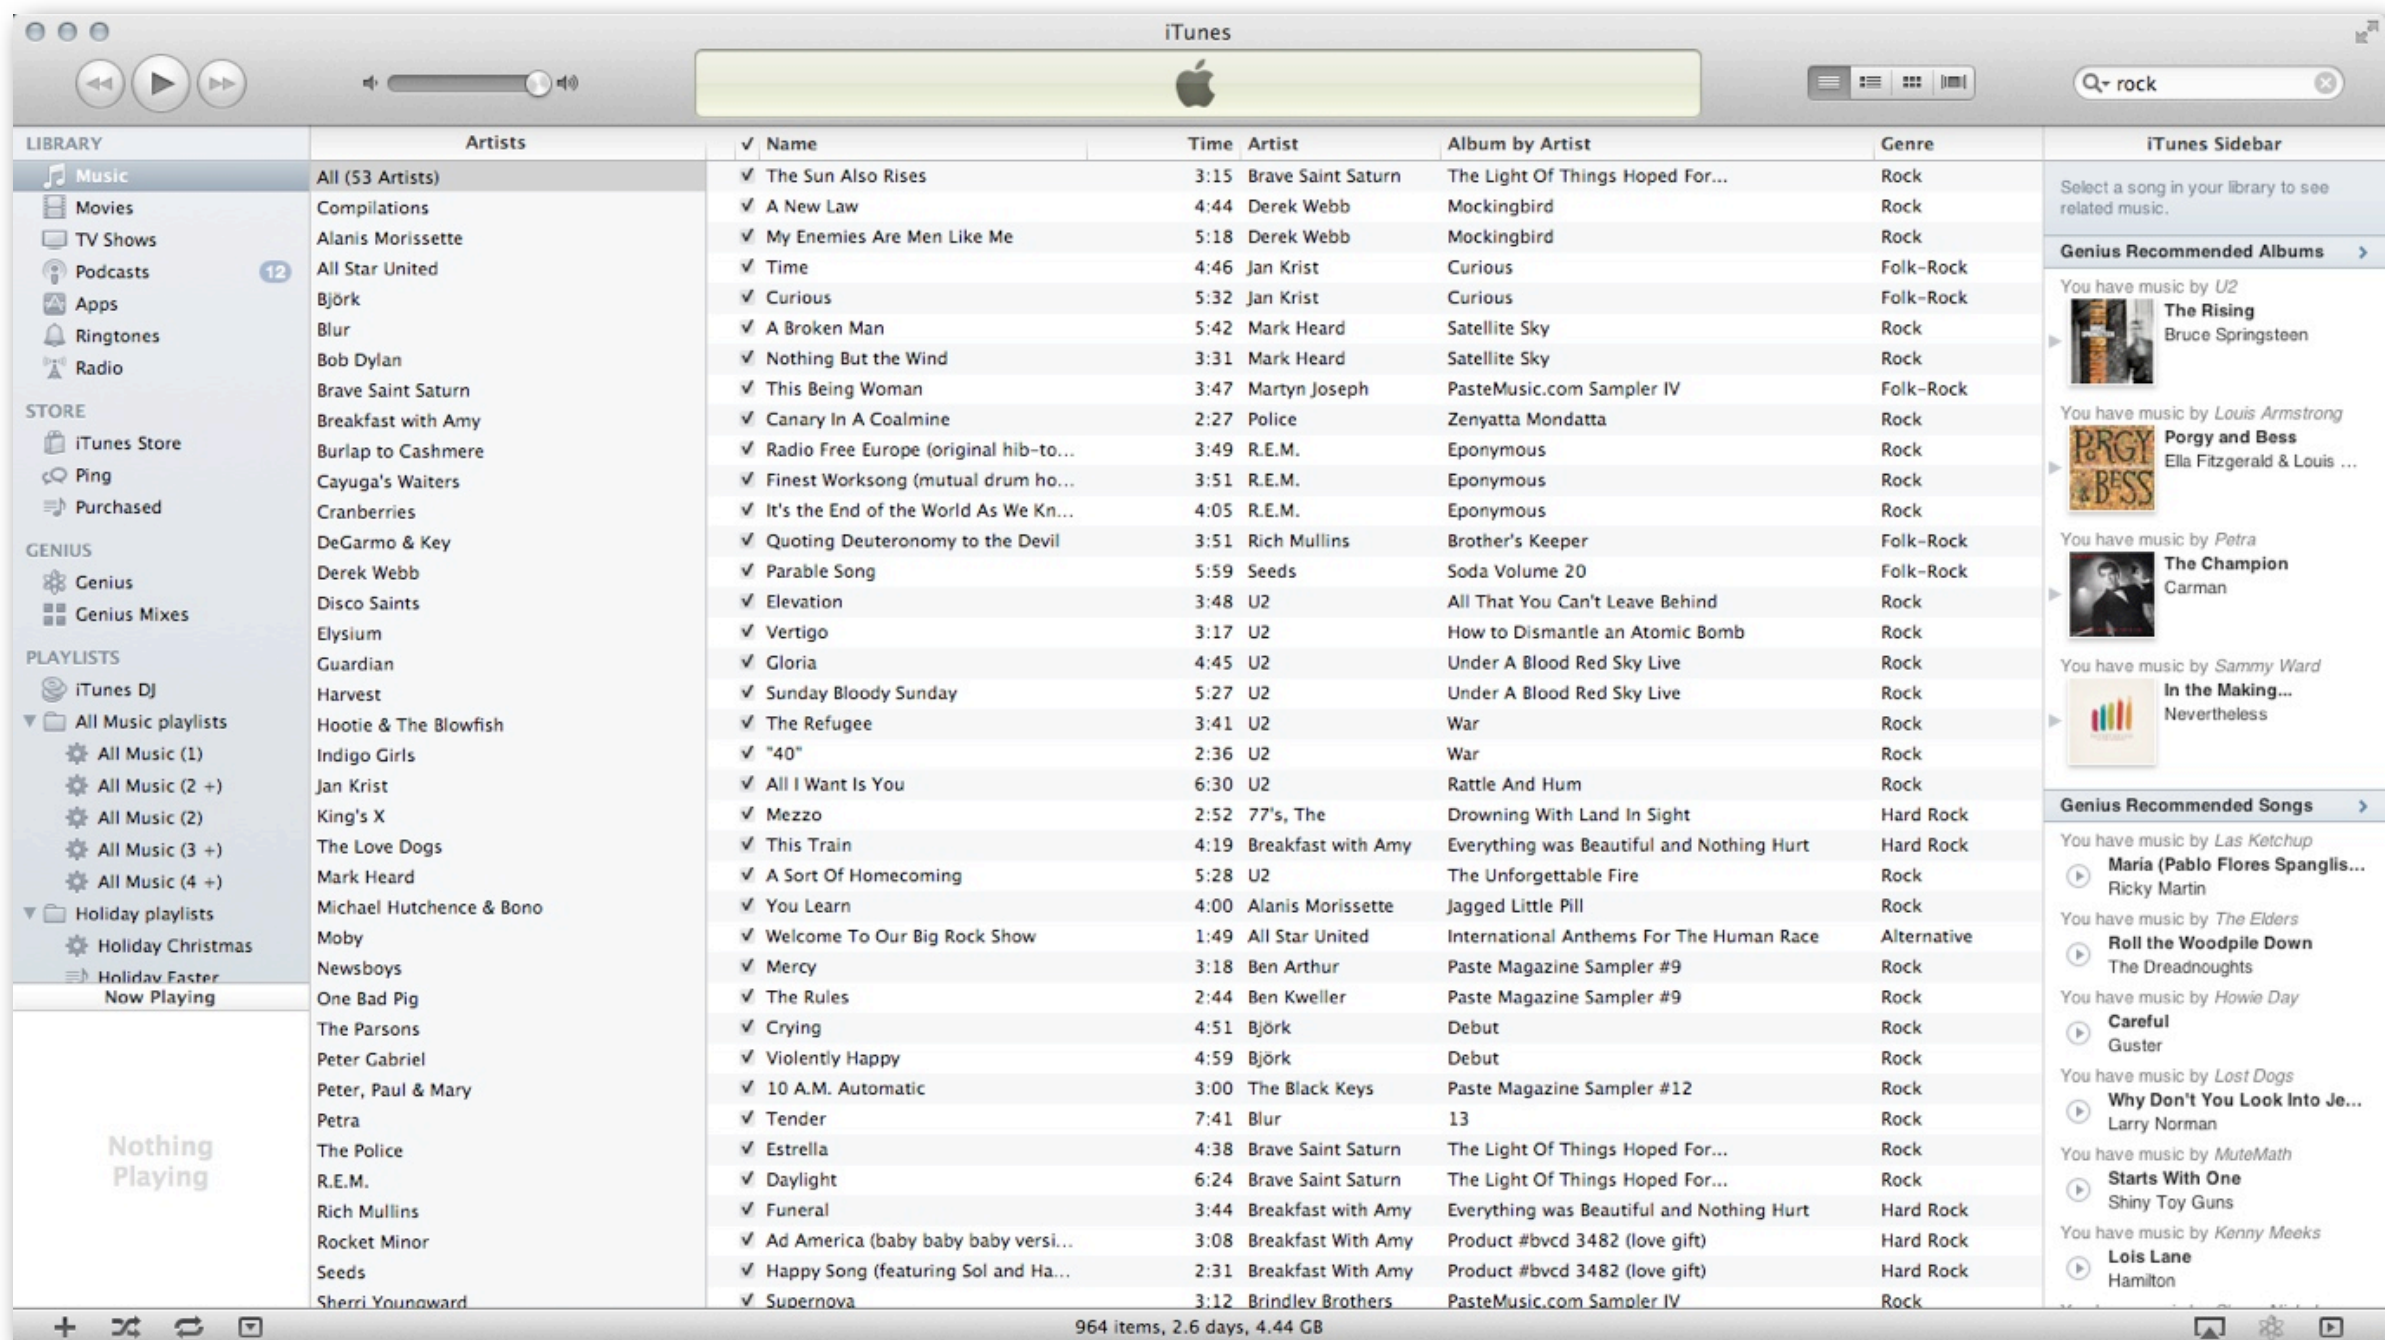 iTunes
rock
LIBRARY
Music
Movies
TV Shows
Podcasts 12
Apps
Ringtones
Radio
STORE
iTunes Store
Ping
Purchased
GENIUS
Genius
Genius Mixes
PLAYLISTS
iTunes DJ
All Music playlists
All Music (1)
All Music (2 +)
All Music (2)
All Music (3 +)
All Music (4 +)
Holiday playlists
Holiday Christmas
Holiday Easter
Now Playing
Nothing
Playing
Artists
All (53 Artists)
Compilations
Alanis Morissette
All Star United
Björk
Blur
Bob Dylan
Brave Saint Saturn
Breakfast with Amy
Burlap to Cashmere
Cayuga's Waiters
Cranberries
DeGarmo & Key
Derek Webb
Disco Saints
Elysium
Guardian
Harvest
Hootie & The Blowfish
Indigo Girls
Jan Krist
King's X
The Love Dogs
Mark Heard
Michael Hutchence & Bono
Moby
Newsboys
One Bad Pig
The Parsons
Peter Gabriel
Peter, Paul & Mary
Petra
The Police
R.E.M.
Rich Mullins
Rocket Minor
Seeds
Sherri Youngward
✓ Name Time Artist Album by Artist Genre
✓ The Sun Also Rises 3:15 Brave Saint Saturn The Light Of Things Hoped For... Rock
✓ A New Law 4:44 Derek Webb Mockingbird Rock
✓ My Enemies Are Men Like Me 5:18 Derek Webb Mockingbird Rock
✓ Time 4:46 Jan Krist Curious Folk-Rock
✓ Curious 5:32 Jan Krist Curious Folk-Rock
✓ A Broken Man 5:42 Mark Heard Satellite Sky Rock
✓ Nothing But the Wind 3:31 Mark Heard Satellite Sky Rock
✓ This Being Woman 3:47 Martyn Joseph PasteMusic.com Sampler IV Folk-Rock
✓ Canary In A Coalmine 2:27 Police Zenyatta Mondatta Rock
✓ Radio Free Europe (original hib-to... 3:49 R.E.M. Eponymous Rock
✓ Finest Worksong (mutual drum ho... 3:51 R.E.M. Eponymous Rock
✓ It's the End of the World As We Kn... 4:05 R.E.M. Eponymous Rock
✓ Quoting Deuteronomy to the Devil 3:51 Rich Mullins Brother's Keeper Folk-Rock
✓ Parable Song 5:59 Seeds Soda Volume 20 Folk-Rock
✓ Elevation 3:48 U2 All That You Can't Leave Behind Rock
✓ Vertigo 3:17 U2 How to Dismantle an Atomic Bomb Rock
✓ Gloria 4:45 U2 Under A Blood Red Sky Live Rock
✓ Sunday Bloody Sunday 5:27 U2 Under A Blood Red Sky Live Rock
✓ The Refugee 3:41 U2 War Rock
✓ "40" 2:36 U2 War Rock
✓ All I Want Is You 6:30 U2 Rattle And Hum Rock
✓ Mezzo 2:52 77's, The Drowning With Land In Sight Hard Rock
✓ This Train 4:19 Breakfast with Amy Everything was Beautiful and Nothing Hurt Hard Rock
✓ A Sort Of Homecoming 5:28 U2 The Unforgettable Fire Rock
✓ You Learn 4:00 Alanis Morissette Jagged Little Pill Rock
✓ Welcome To Our Big Rock Show 1:49 All Star United International Anthems For The Human Race Alternative
✓ Mercy 3:18 Ben Arthur Paste Magazine Sampler #9 Rock
✓ The Rules 2:44 Ben Kweller Paste Magazine Sampler #9 Rock
✓ Crying 4:51 Björk Debut Rock
✓ Violently Happy 4:59 Björk Debut Rock
✓ 10 A.M. Automatic 3:00 The Black Keys Paste Magazine Sampler #12 Rock
✓ Tender 7:41 Blur 13 Rock
✓ Estrella 4:38 Brave Saint Saturn The Light Of Things Hoped For... Rock
✓ Daylight 6:24 Brave Saint Saturn The Light Of Things Hoped For... Rock
✓ Funeral 3:44 Breakfast with Amy Everything was Beautiful and Nothing Hurt Hard Rock
✓ Ad America (baby baby baby versi... 3:08 Breakfast With Amy Product #bvcd 3482 (love gift) Hard Rock
✓ Happy Song (featuring Sol and Ha... 2:31 Breakfast With Amy Product #bvcd 3482 (love gift) Hard Rock
✓ Supernova 3:12 Brindley Brothers PasteMusic.com Sampler IV Rock
iTunes Sidebar
Select a song in your library to see
related music.
Genius Recommended Albums
You have music by U2
The Rising
Bruce Springsteen
You have music by Louis Armstrong
PORGY
& BESS
Porgy and Bess
Ella Fitzgerald & Louis ...
You have music by Petra
The Champion
Carman
You have music by Sammy Ward
In the Making...
Nevertheless
Genius Recommended Songs
You have music by Las Ketchup
María (Pablo Flores Spanglis...
Ricky Martin
You have music by The Elders
Roll the Woodpile Down
The Dreadnoughts
You have music by Howie Day
Careful
Guster
You have music by Lost Dogs
Why Don't You Look Into Je...
Larry Norman
You have music by MuteMath
Starts With One
Shiny Toy Guns
You have music by Kenny Meeks
Lois Lane
Hamilton
964 items, 2.6 days, 4.44 GB